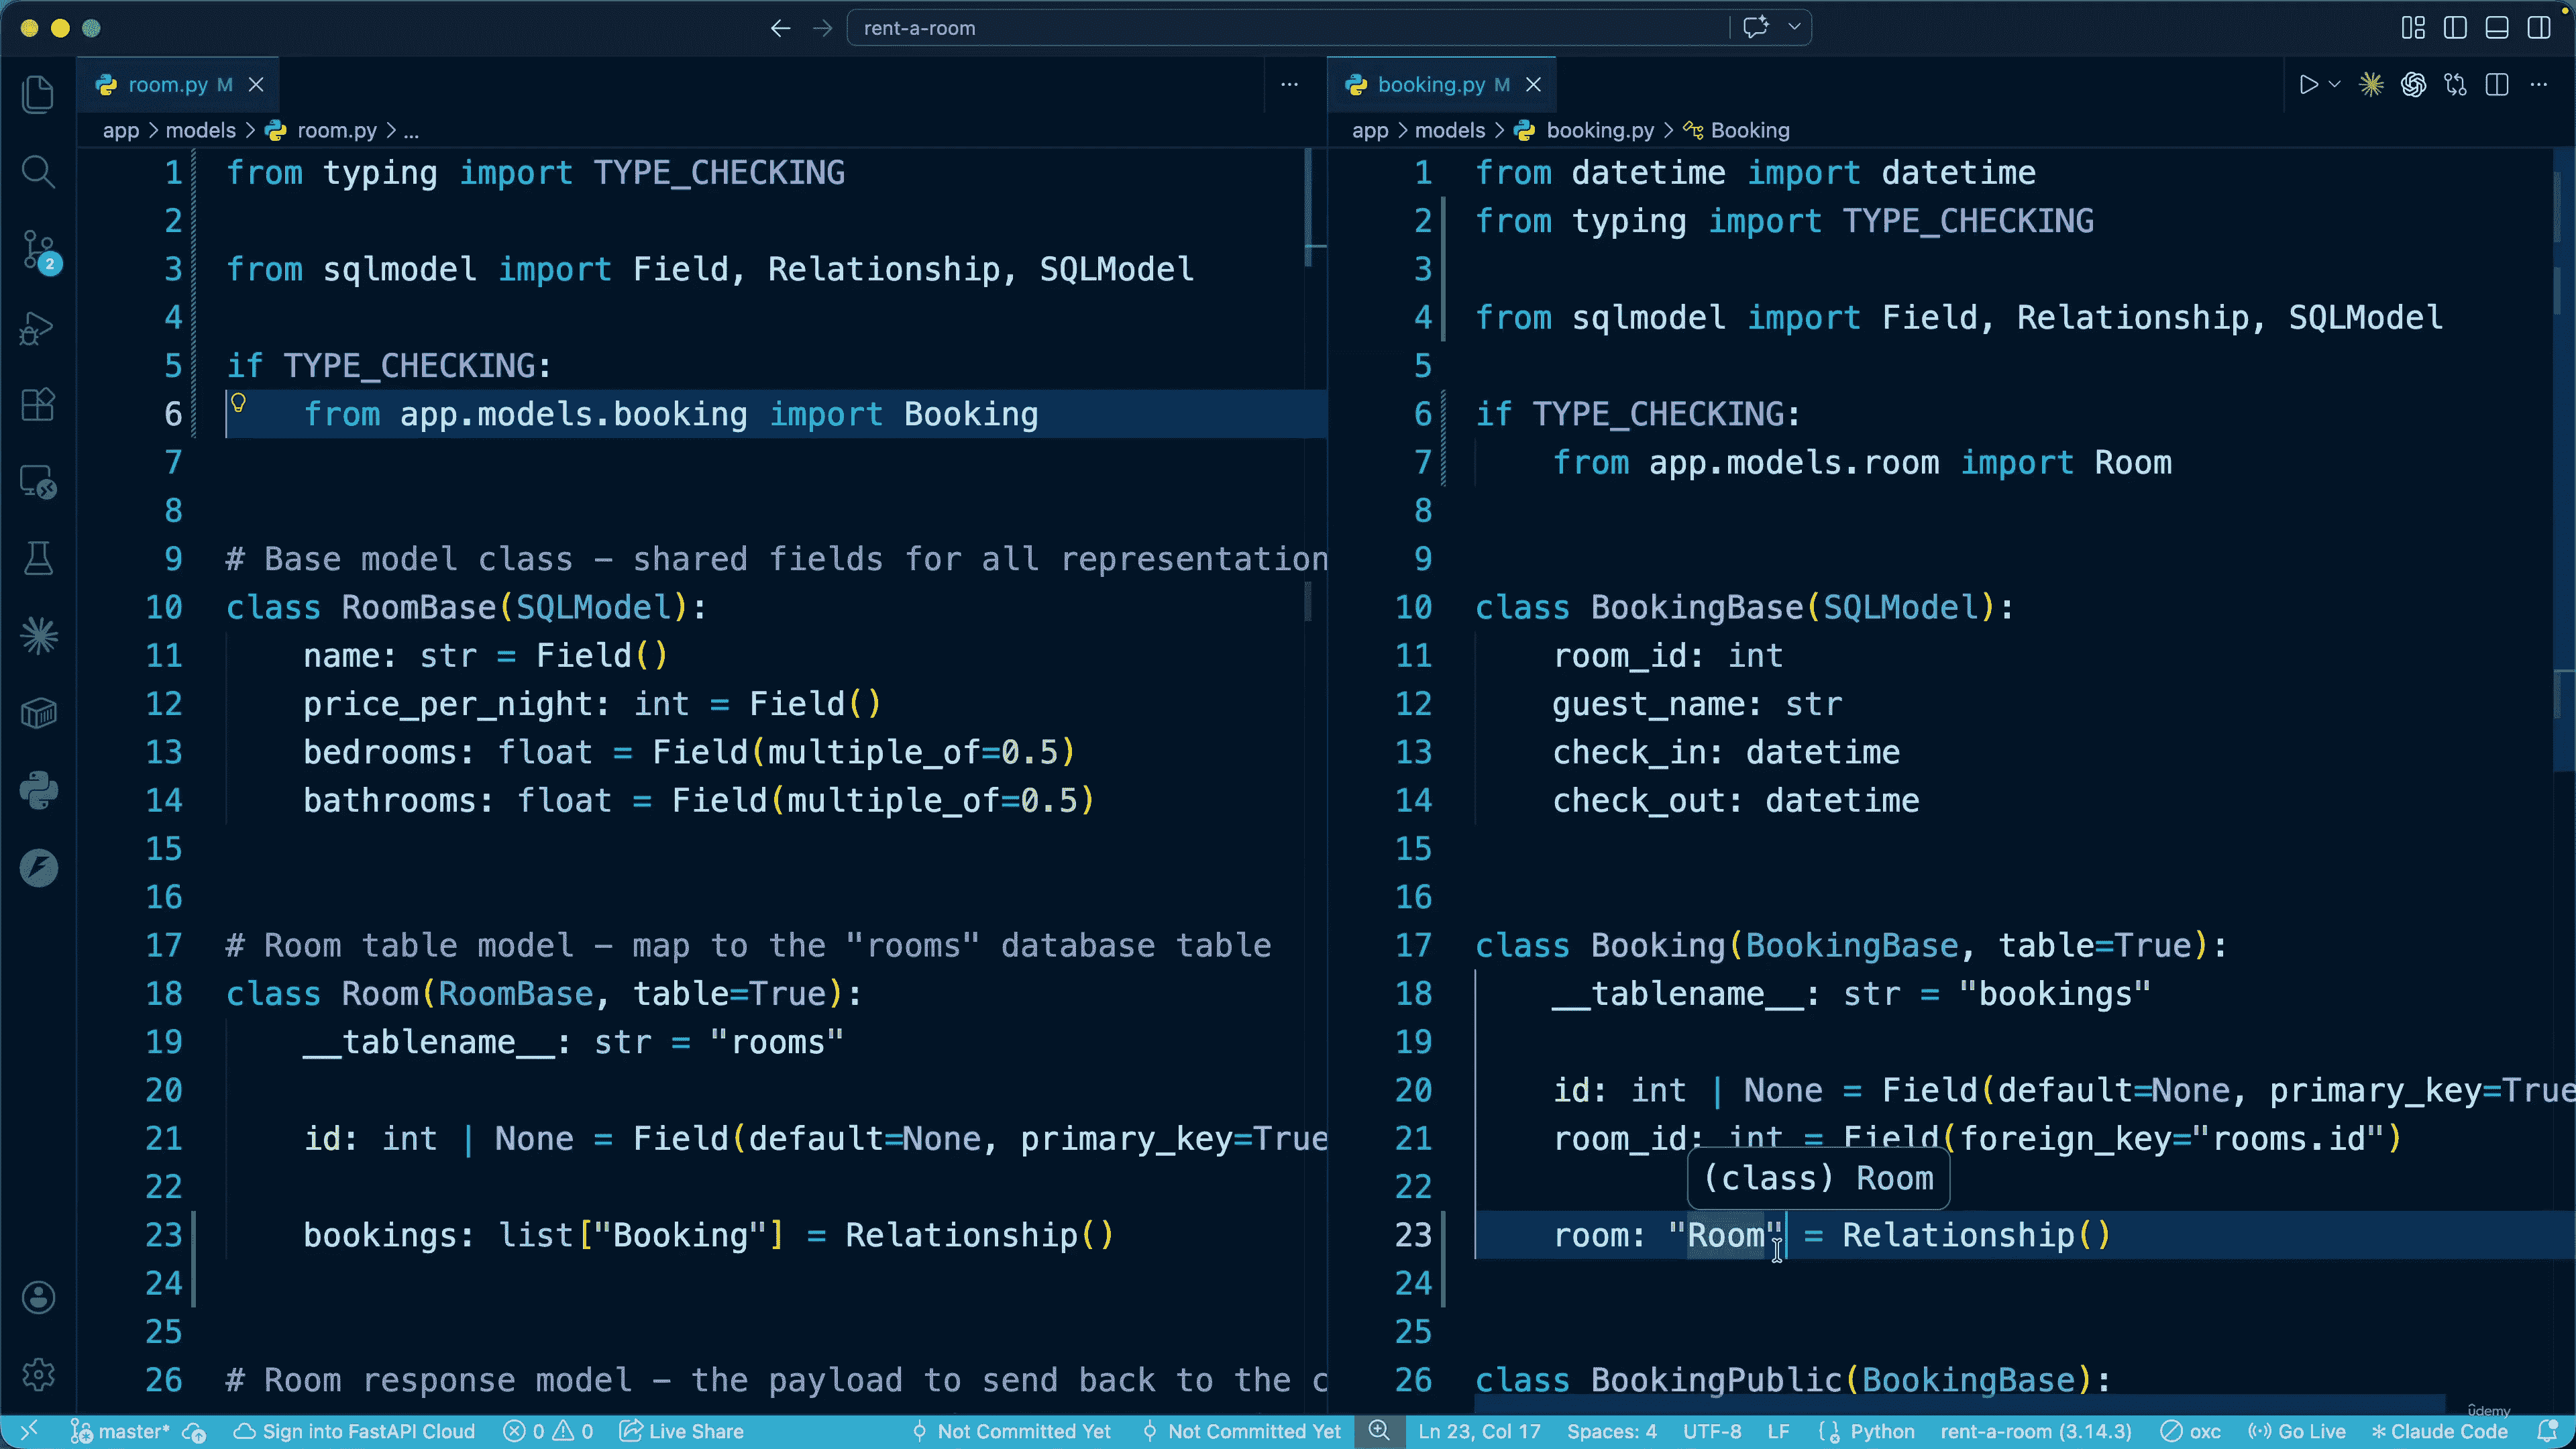 rent-a-room
room.py M
app > models > room.py > ...
1 from typing import TYPE_CHECKING
2
3 from sqlmodel import Field, Relationship, SQLModel
4
5 if TYPE_CHECKING:
6 from app.models.booking import Booking
7
8
9 # Base model class – shared fields for all representation
10 class RoomBase(SQLModel):
11 name: str = Field()
12 price_per_night: int = Field()
13 bedrooms: float = Field(multiple_of=0.5)
14 bathrooms: float = Field(multiple_of=0.5)
15
16
17 # Room table model – map to the "rooms" database table
18 class Room(RoomBase, table=True):
19 __tablename__: str = "rooms"
20
21 id: int | None = Field(default=None, primary_key=True
22
23 bookings: list["Booking"] = Relationship()
24
25
26 # Room response model – the payload to send back to the c
booking.py M
app > models > booking.py > Booking
1 from datetime import datetime
2 from typing import TYPE_CHECKING
3
4 from sqlmodel import Field, Relationship, SQLModel
5
6 if TYPE_CHECKING:
7 from app.models.room import Room
8
9
10 class BookingBase(SQLModel):
11 room_id: int
12 guest_name: str
13 check_in: datetime
14 check_out: datetime
15
16
17 class Booking(BookingBase, table=True):
18 __tablename__: str = "bookings"
19
20 id: int | None = Field(default=None, primary_key=True
21 room_id: int = Field(foreign_key="rooms.id")
22
(class) Room
23 room: "Room" = Relationship()
24
25
26 class BookingPublic(BookingBase):
2
udemy
master* Sign into FastAPI Cloud 0 0 Live Share Not Committed Yet Not Committed Yet Ln 23, Col 17 Spaces: 4 UTF-8 LF Python rent-a-room (3.14.3) oxc Go Live Claude Code